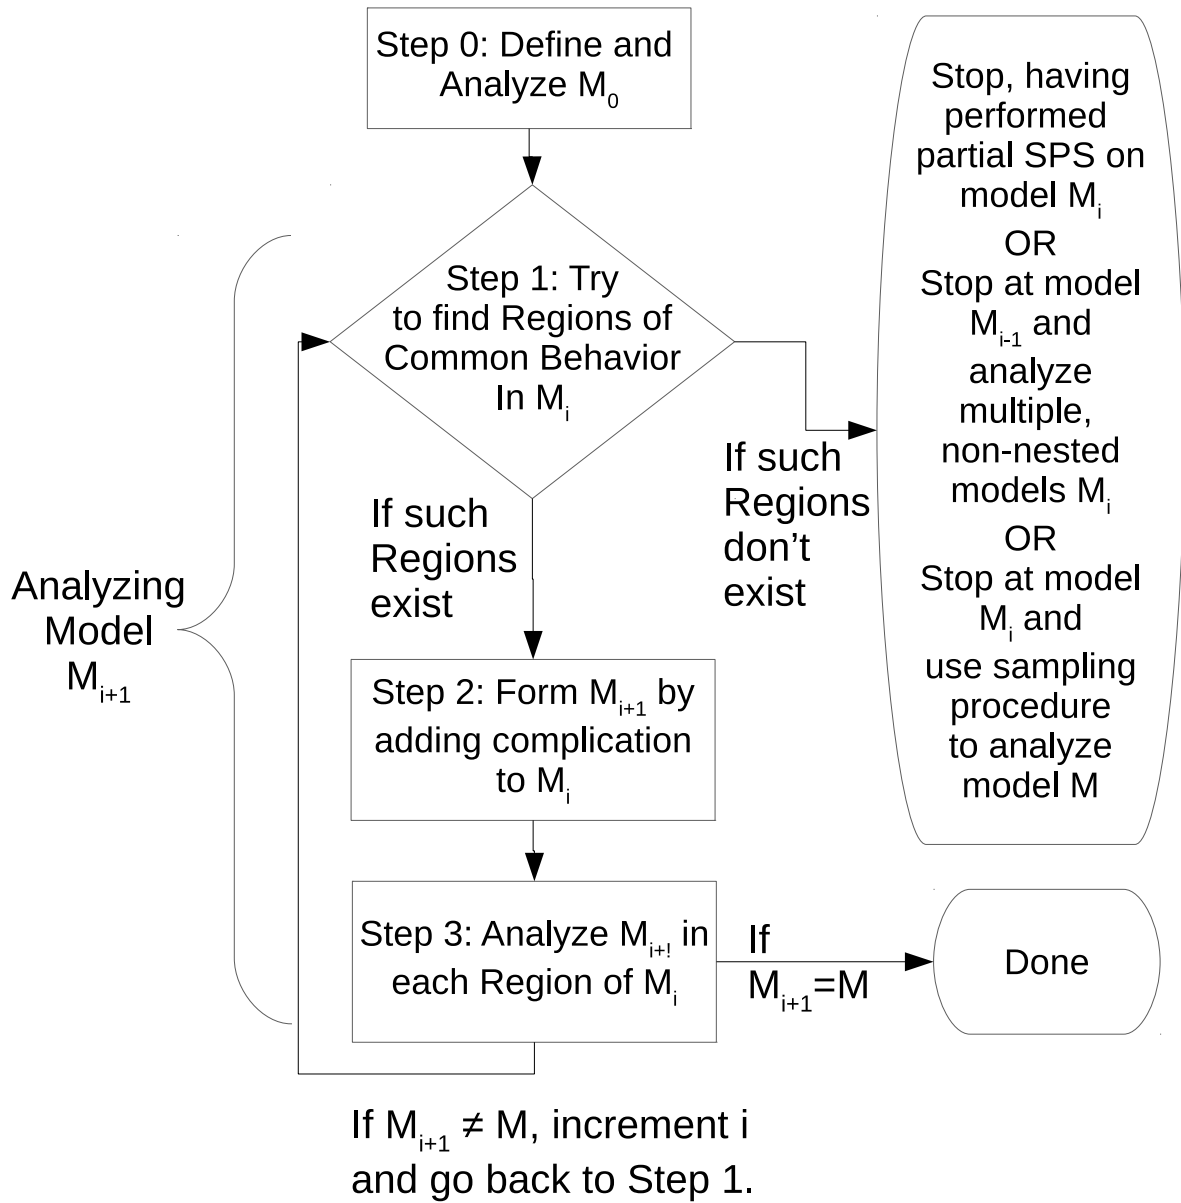 Step 0: Define and
Analyze M₀
Step 1: Try
to find Regions of
Common Behavior
In Mᵢ
If such
Regions
exist
If such
Regions
don't
exist
Analyzing
Model
Mᵢ₊₁
Step 2: Form Mᵢ₊₁ by
adding complication
to Mᵢ
Step 3: Analyze Mᵢ₊! in
each Region of Mᵢ
If
Mᵢ₊₁=M
Done
If Mᵢ₊₁ ≠ M, increment i
and go back to Step 1.
Stop, having
performed
partial SPS on
model Mᵢ
OR
Stop at model
Mᵢ₋₁ and
analyze
multiple,
non-nested
models Mᵢ
OR
Stop at model
Mᵢ and
use sampling
procedure
to analyze
model M